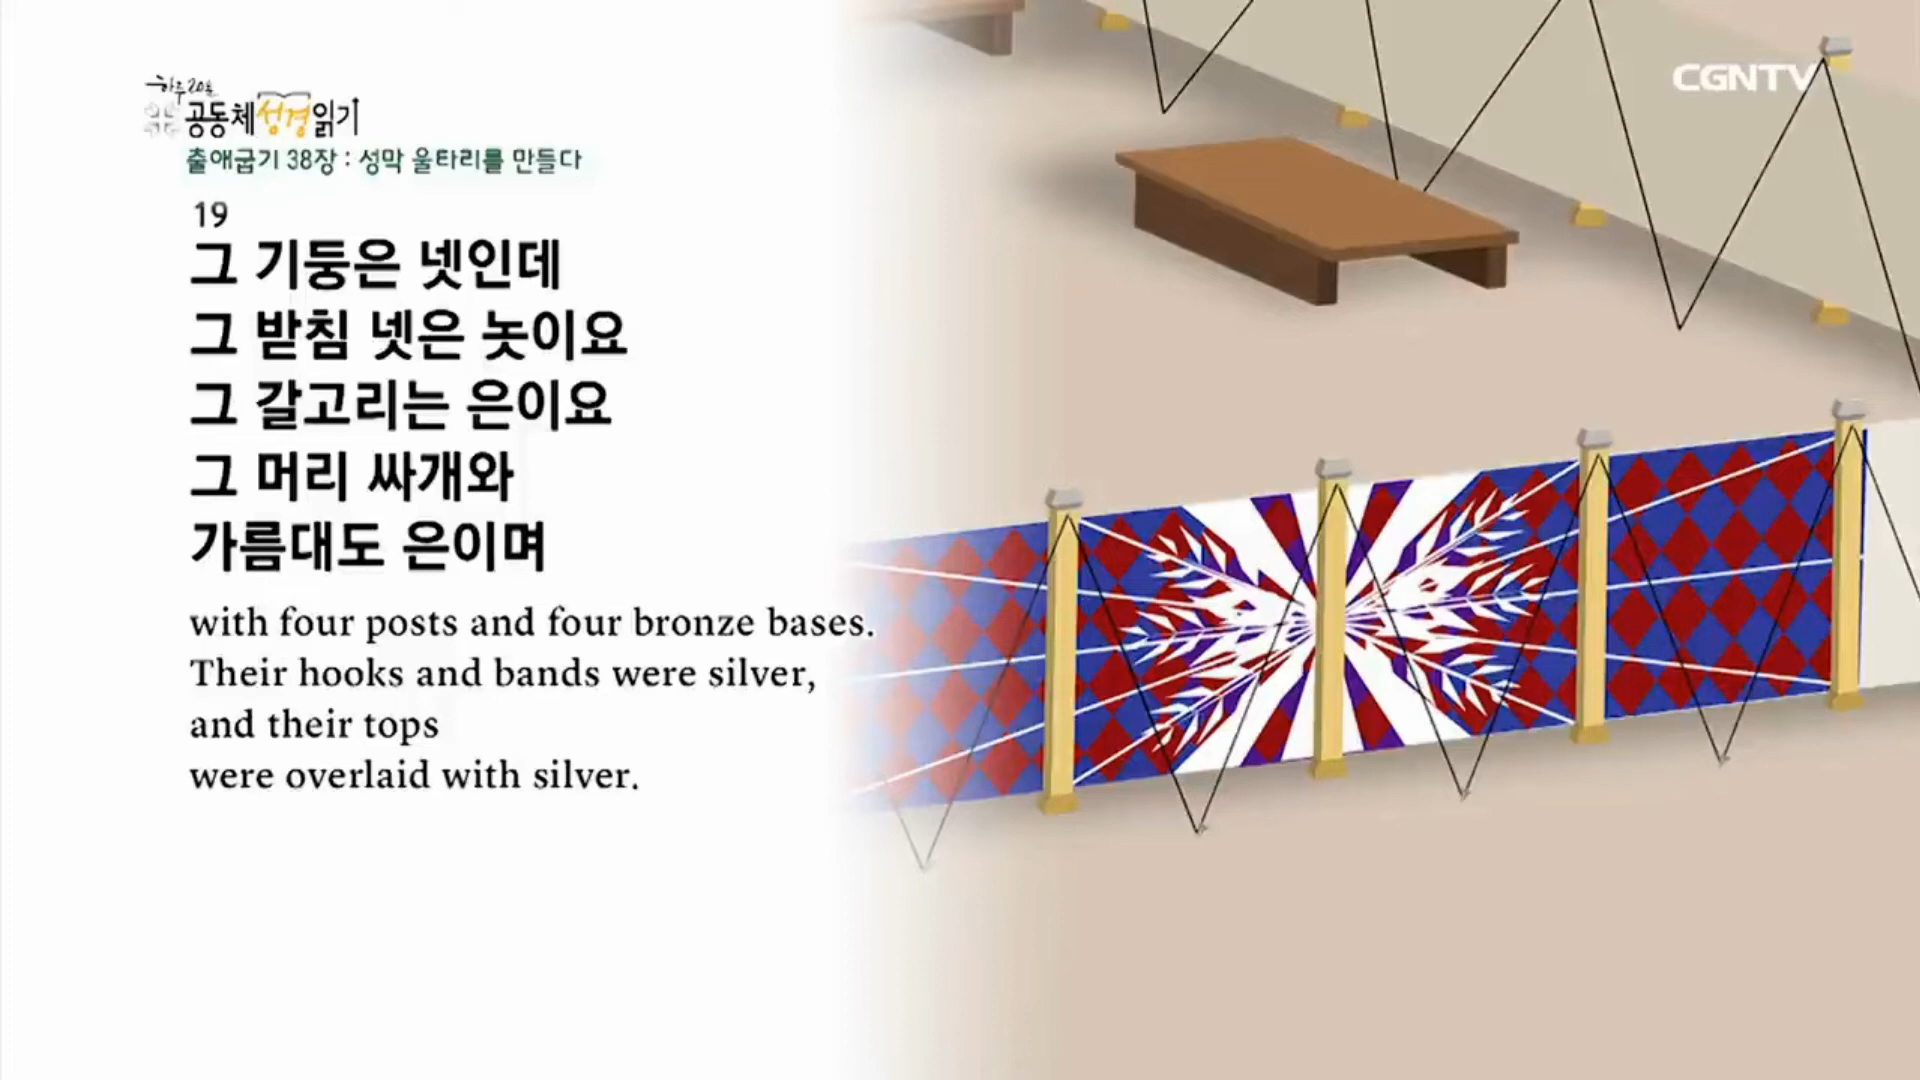 하루 20분
공동체성경읽기
CGNTV
출애굽기 38장 : 성막 울타리를 만들다
19
그 기둥은 넷인데
그 받침 넷은 놋이요
그 갈고리는 은이요
그 머리 싸개와
가름대도 은이며
with four posts and four bronze bases.
Their hooks and bands were silver,
and their tops
were overlaid with silver.